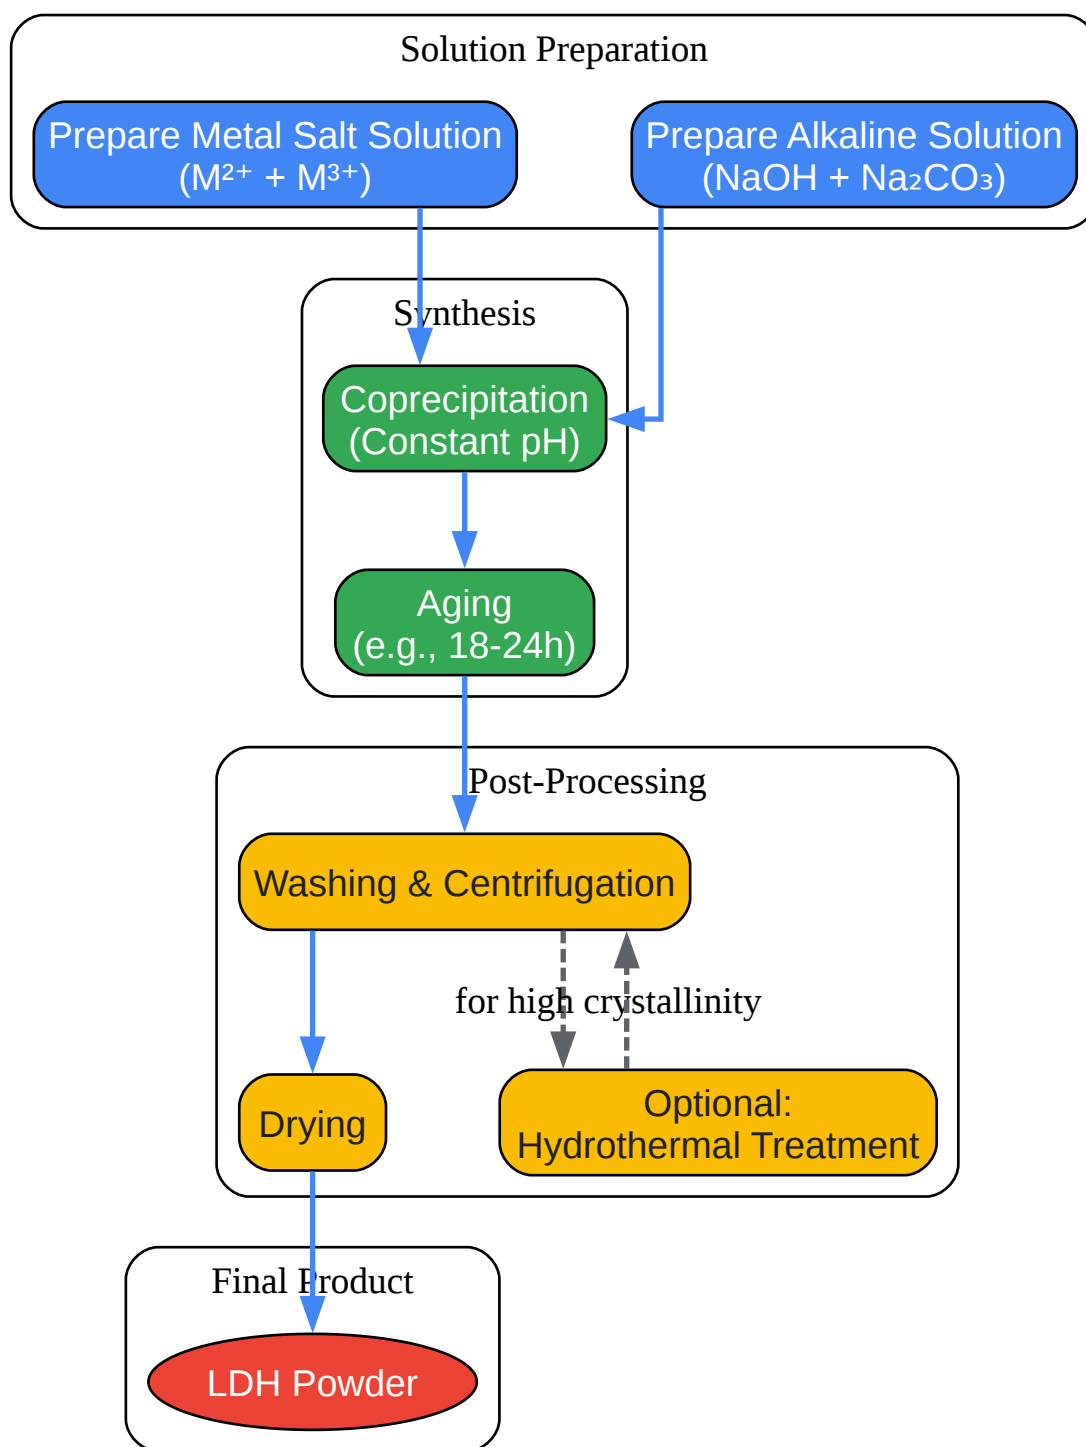 Solution Preparation
Prepare Metal Salt Solution
(M²⁺ + M³⁺)
Prepare Alkaline Solution
(NaOH + Na₂CO₃)
Synthesis
Coprecipitation
(Constant pH)
Aging
(e.g., 18-24h)
Post-Processing
Washing & Centrifugation
for high crystallinity
Drying
Optional:
Hydrothermal Treatment
Final Product
LDH Powder